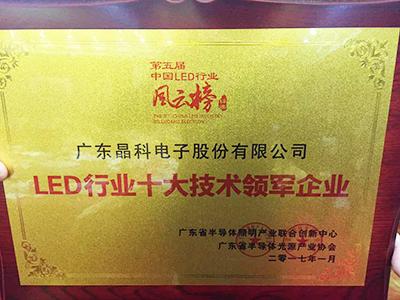 第五届
中国LED行业
风云榜
广东晶科电子股份有限公司
LED行业十大技术领军企业
广东省半导体照明产业联合创新中心
广东省半导体光源产业协会
二〇一七年一月